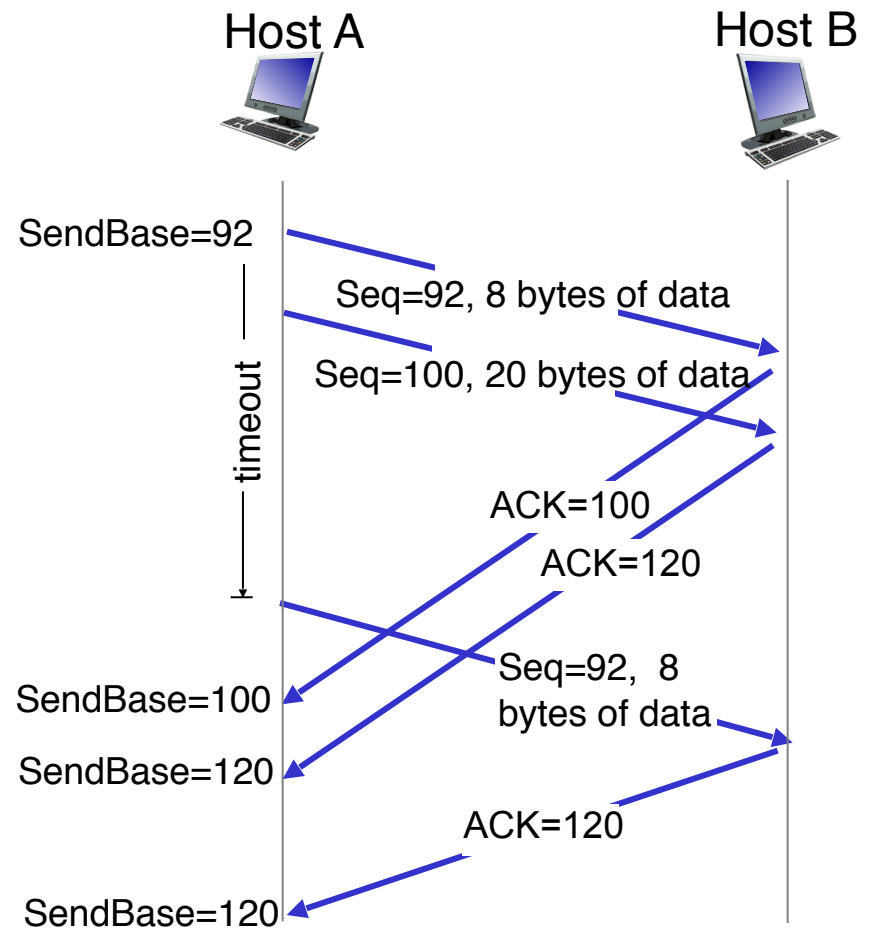 Host A
Host B
SendBase=92
Seq=92, 8 bytes of data
Seq=100, 20 bytes of data
timeout
ACK=100
ACK=120
Seq=92, 8
bytes of data
SendBase=100
SendBase=120
ACK=120
SendBase=120